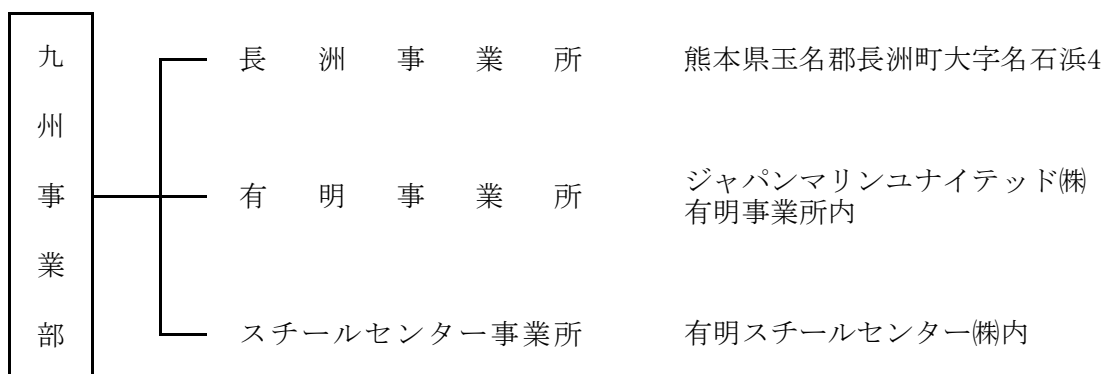 九州事業部
長洲事業所 熊本県玉名郡長洲町大字名石浜4
有明事業所 ジャパンマリンユナイテッド㈱
有明事業所内
スチールセンター事業所 有明スチールセンター㈱内